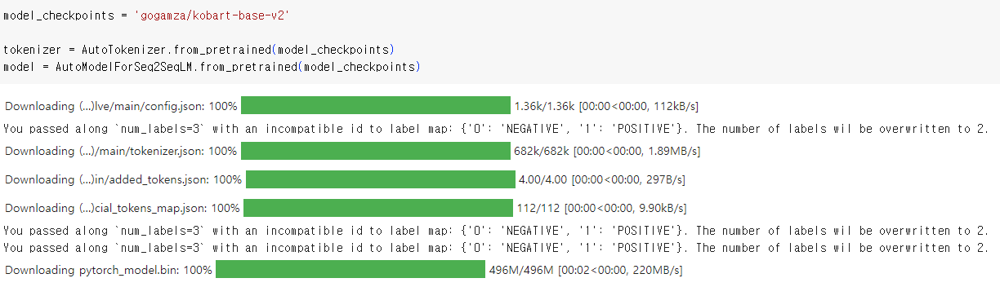 model_checkpoints = 'gogamza/kobart-base-v2'
tokenizer = AutoTokenizer.from_pretrained(model_checkpoints)
model = AutoModelForSeq2SeqLM.from_pretrained(model_checkpoints)
Downloading (...)lve/main/config.json: 100% 1.36k/1.36k [00:00<00:00, 112kB/s]
You passed along `num_labels=3` with an incompatible id to label map: {'0': 'NEGATIVE', '1': 'POSITIVE'}. The number of labels wil be overwritten to 2.
Downloading (...)/main/tokenizer.json: 100% 682k/682k [00:00<00:00, 1.89MB/s]
Downloading (...)in/added_tokens.json: 100% 4.00/4.00 [00:00<00:00, 297B/s]
Downloading (...)cial_tokens_map.json: 100% 112/112 [00:00<00:00, 9.90kB/s]
You passed along `num_labels=3` with an incompatible id to label map: {'0': 'NEGATIVE', '1': 'POSITIVE'}. The number of labels wil be overwritten to 2.
You passed along `num_labels=3` with an incompatible id to label map: {'0': 'NEGATIVE', '1': 'POSITIVE'}. The number of labels wil be overwritten to 2.
Downloading pytorch_model.bin: 100% 496M/496M [00:02<00:00, 220MB/s]